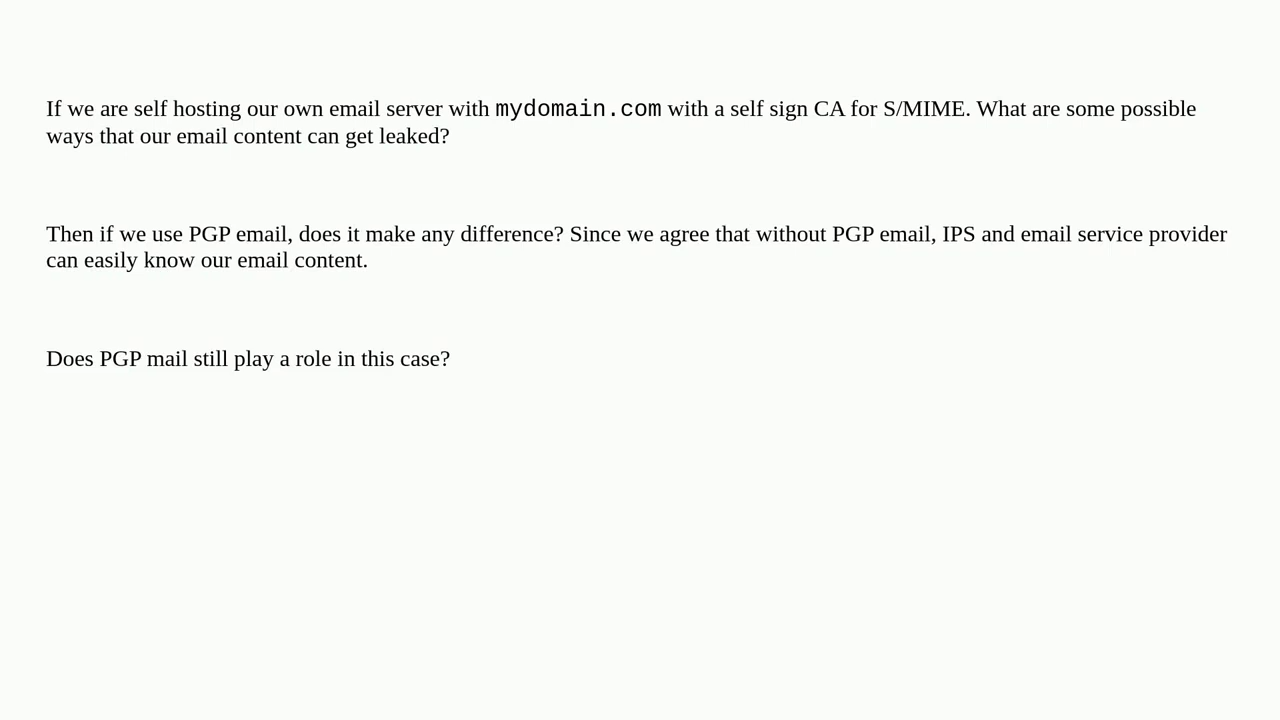 If we are self hosting our own email server with mydomain.com with a self sign CA for S/MIME. What are some possible
ways that our email content can get leaked?
Then if we use PGP email, does it make any difference? Since we agree that without PGP email, IPS and email service provider
can easily know our email content.
Does PGP mail still play a role in this case?